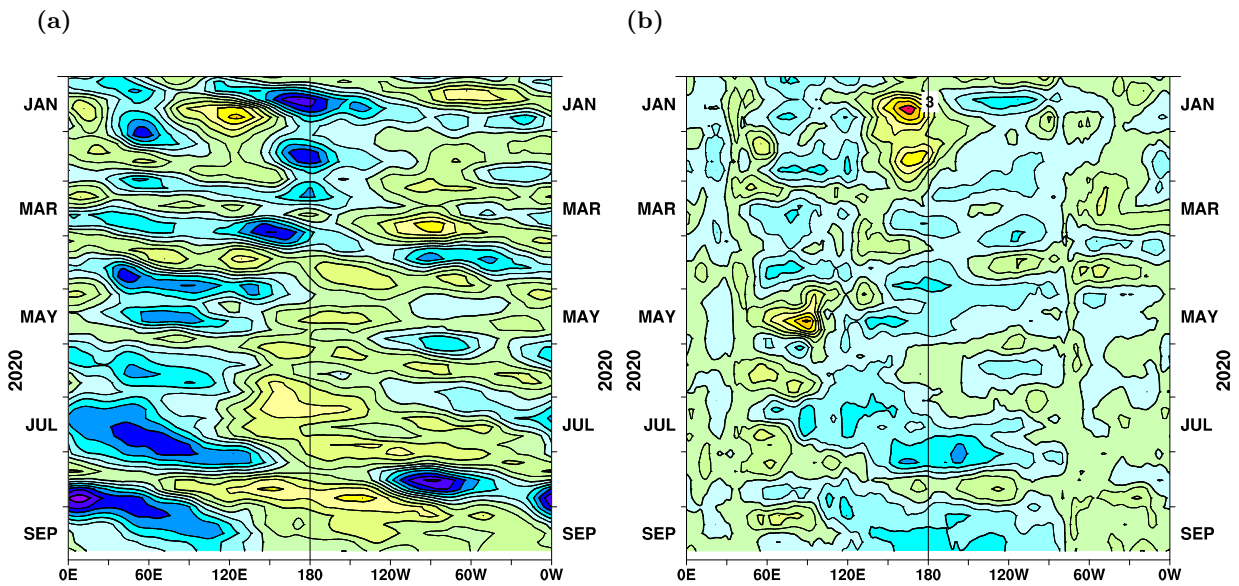 (a) (b)
JAN JAN JAN 3 JAN
MAR MAR MAR MAR
MAY MAY MAY MAY
2020 2020 2020 2020
JUL JUL JUL JUL
SEP SEP SEP SEP
0E 60E 120E 180 120W 60W 0W 0E 60E 120E 180 120W 60W 0W